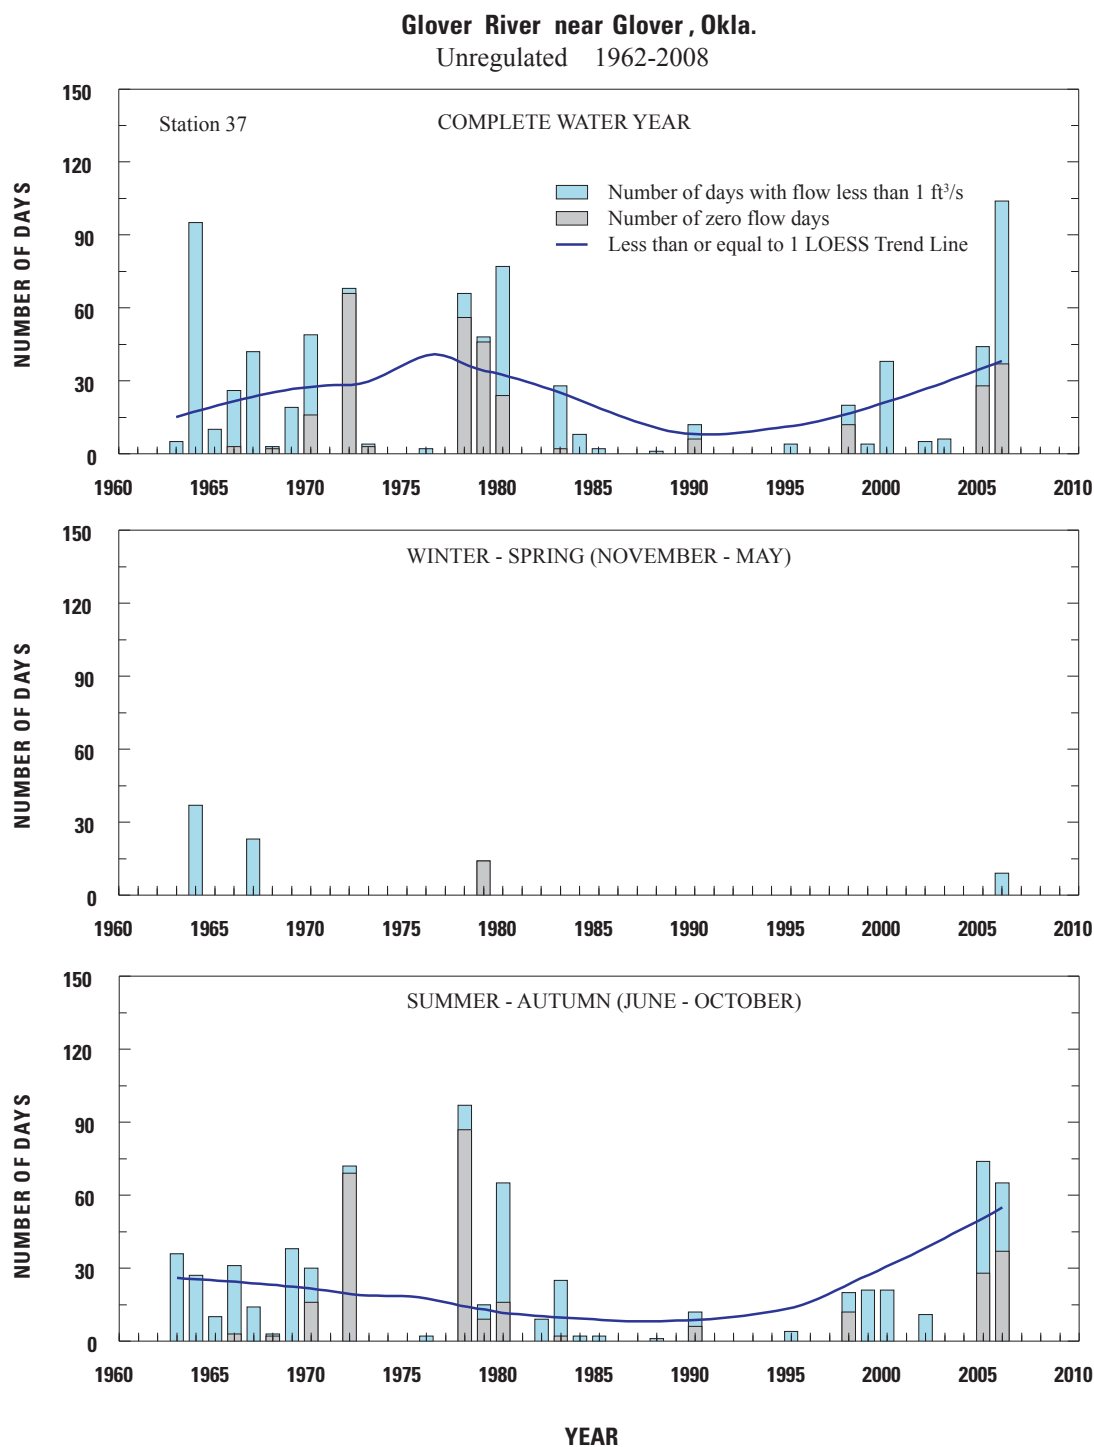 Glover River near Glover, Okla.
Unregulated 1962-2008
150
Station 37
COMPLETE WATER YEAR
120
Number of days with flow less than 1 ft³/s
Number of zero flow days
Less than or equal to 1 LOESS Trend Line
90
60
30
0
NUMBER OF DAYS
1960 1965 1970 1975 1980 1985 1990 1995 2000 2005 2010
150
WINTER - SPRING (NOVEMBER - MAY)
120
90
60
30
0
NUMBER OF DAYS
1960 1965 1970 1975 1980 1985 1990 1995 2000 2005 2010
150
SUMMER - AUTUMN (JUNE - OCTOBER)
120
90
60
30
0
NUMBER OF DAYS
1960 1965 1970 1975 1980 1985 1990 1995 2000 2005 2010
YEAR